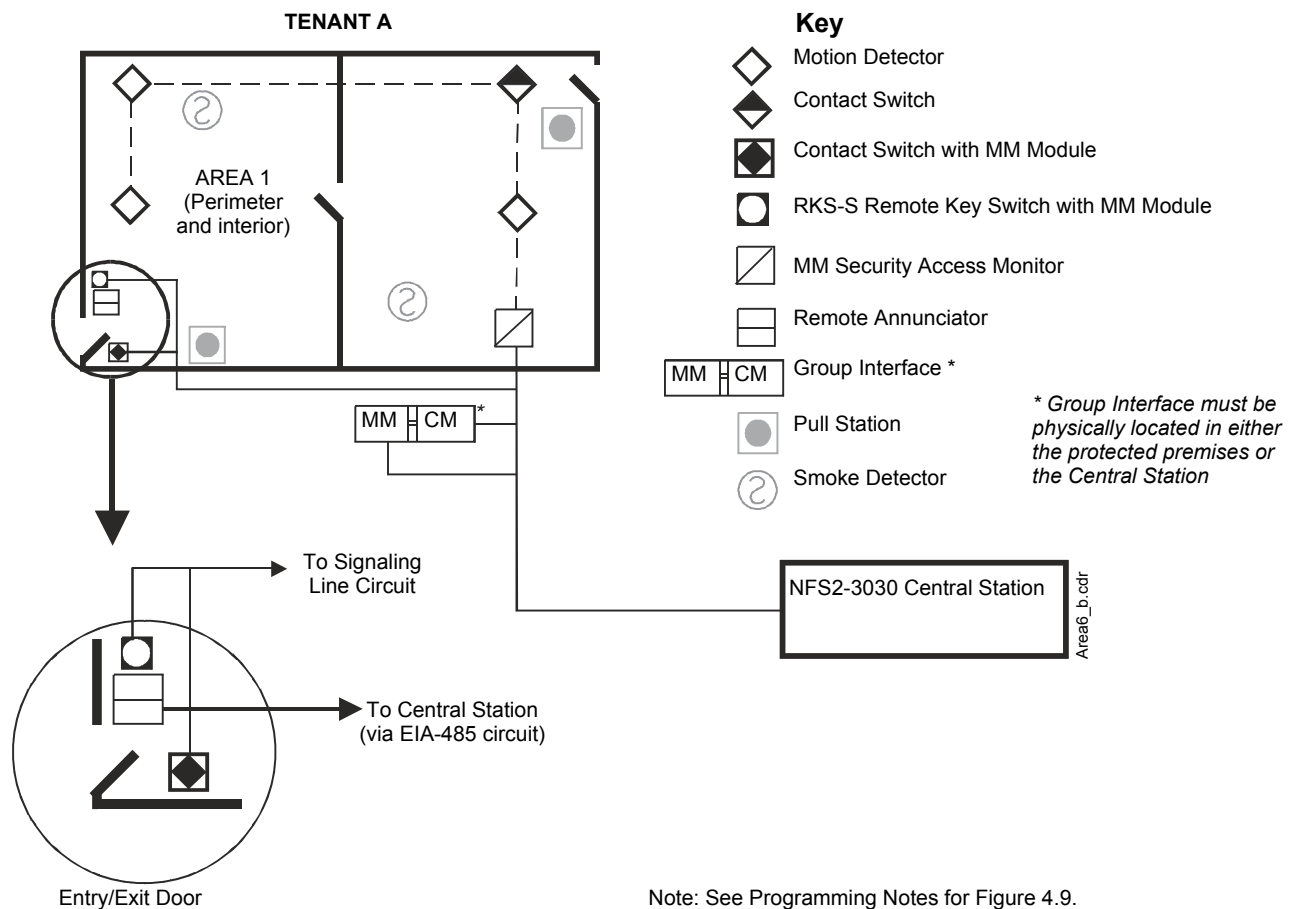 TENANT A
AREA 1
(Perimeter
and interior)
MM CM *
To Signaling
Line Circuit
To Central Station
(via EIA-485 circuit)
Entry/Exit Door
Key
Motion Detector
Contact Switch
Contact Switch with MM Module
RKS-S Remote Key Switch with MM Module
MM Security Access Monitor
Remote Annunciator
MM CM
Group Interface *
Pull Station
Smoke Detector
* Group Interface must be
physically located in either
the protected premises or
the Central Station
NFS2-3030 Central Station
Area6_b.cdr
Note: See Programming Notes for Figure 4.9.